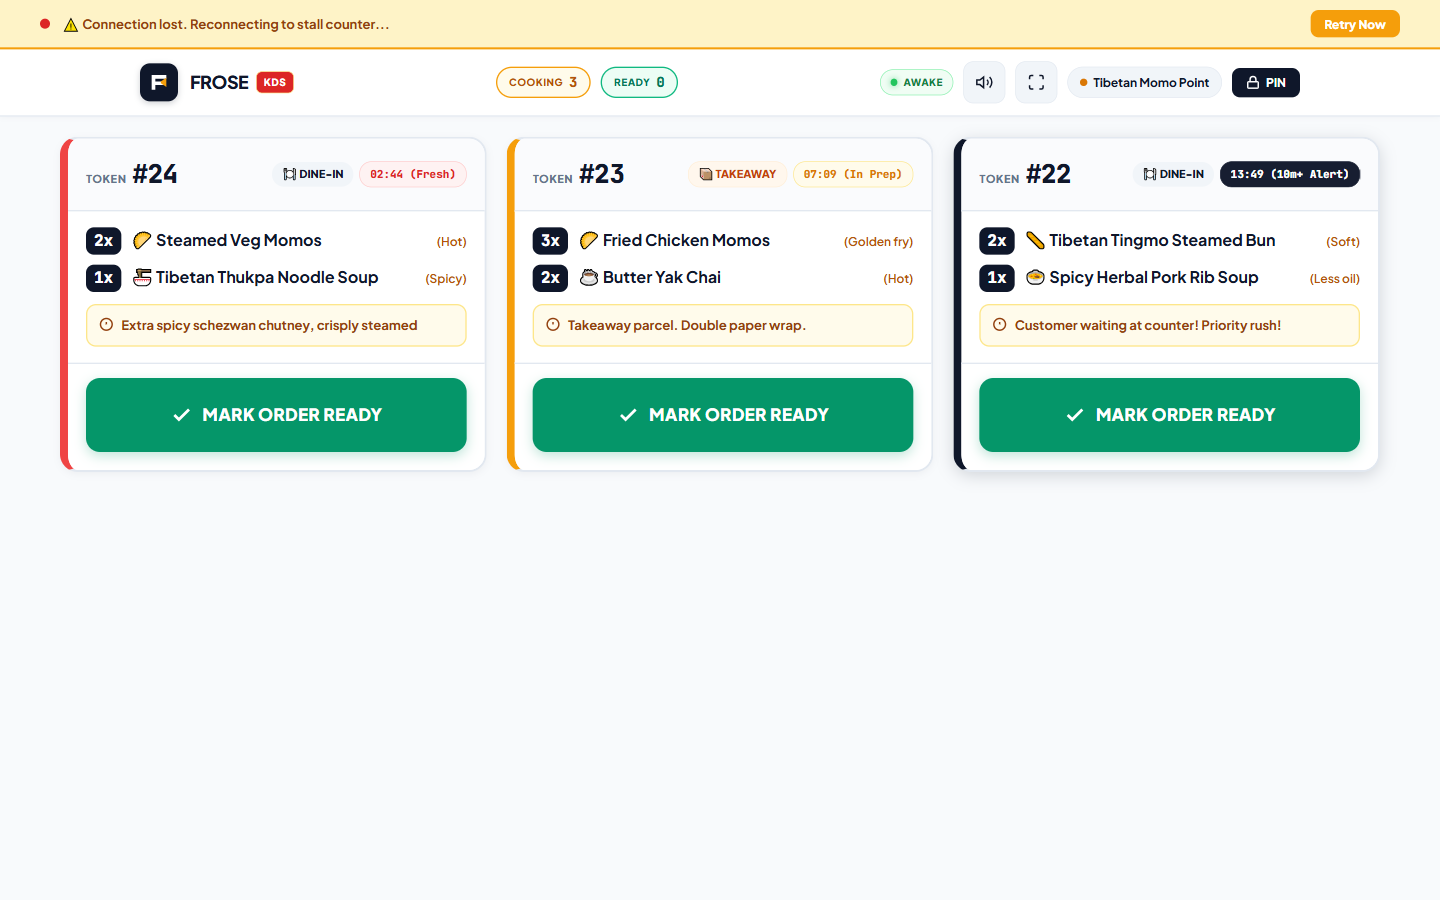 ⚠️ Connection lost. Reconnecting to stall counter...
Retry Now
FROSE KDS
COOKING 3
READY 0
AWAKE
Tibetan Momo Point
PIN
TOKEN #24
DINE-IN
02:44 (Fresh)
2x 🥟 Steamed Veg Momos (Hot)
1x 🍜 Tibetan Thukpa Noodle Soup (Spicy)
Extra spicy schezwan chutney, crisply steamed
MARK ORDER READY
TOKEN #23
TAKEAWAY
07:09 (In Prep)
3x 🥟 Fried Chicken Momos (Golden fry)
2x Butter Yak Chai (Hot)
Takeaway parcel. Double paper wrap.
MARK ORDER READY
TOKEN #22
DINE-IN
13:49 (10m+ Alert)
2x 🥖 Tibetan Tingmo Steamed Bun (Soft)
1x 🍲 Spicy Herbal Pork Rib Soup (Less oil)
Customer waiting at counter! Priority rush!
MARK ORDER READY